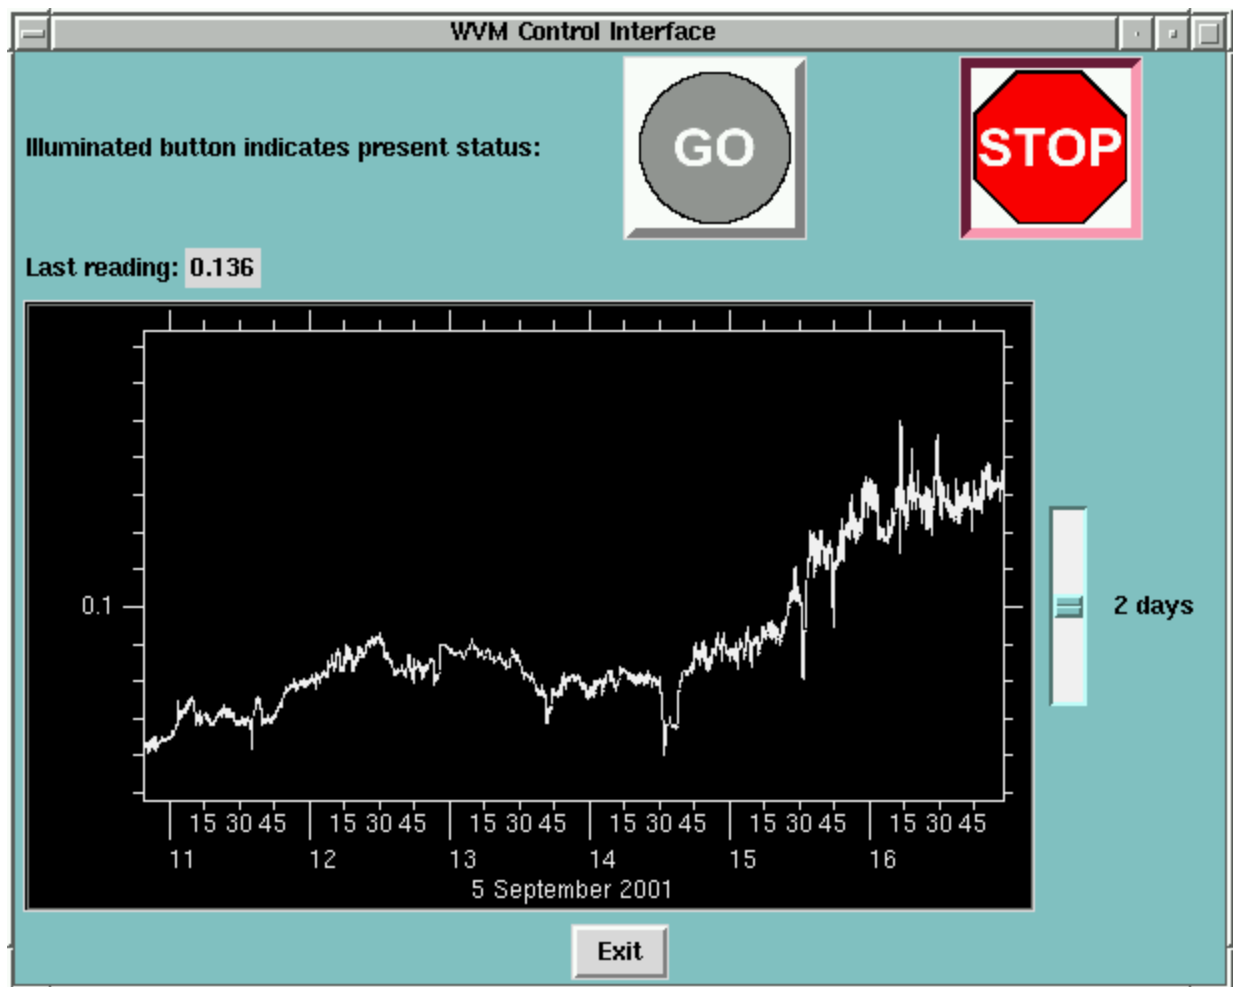 WVM Control Interface
Illuminated button indicates present status:
GO
STOP
Last reading: 0.136
0.1
2 days
15 30 45 15 30 45 15 30 45 15 30 45 15 30 45 15 30 45
11 12 13 14 15 16
5 September 2001
Exit